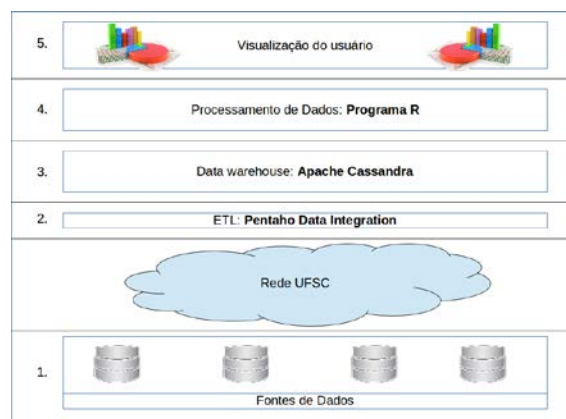 5. Visualização do usuário
4. Processamento de Dados: Programa R
3. Data warehouse: Apache Cassandra
2. ETL: Pentaho Data Integration
Rede UFSC
1.
Fontes de Dados